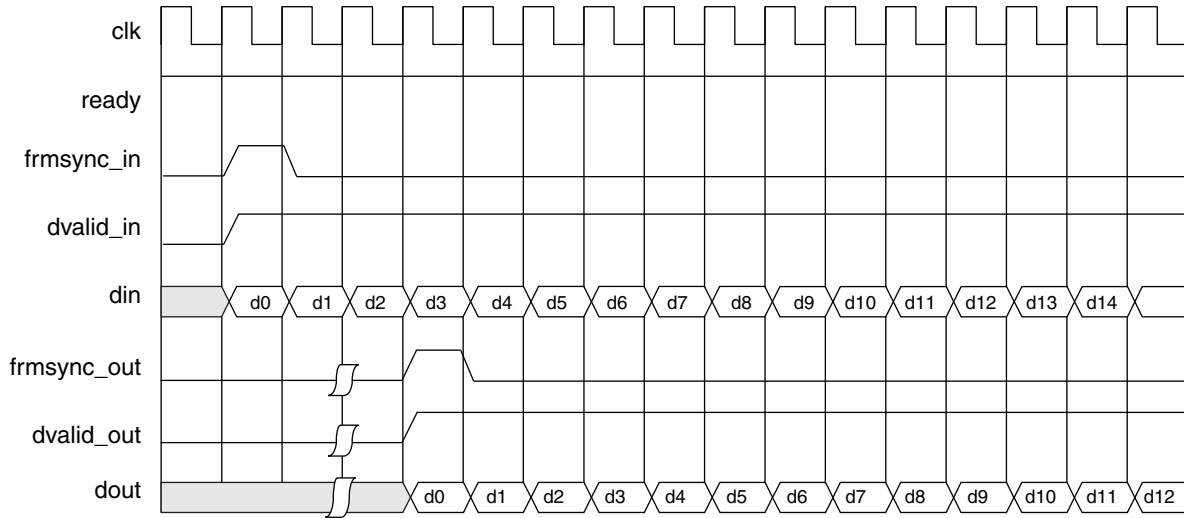 clk
ready
frmsync_in
dvalid_in
din d0 d1 d2 d3 d4 d5 d6 d7 d8 d9 d10 d11 d12 d13 d14
frmsync_out
dvalid_out
dout d0 d1 d2 d3 d4 d5 d6 d7 d8 d9 d10 d11 d12